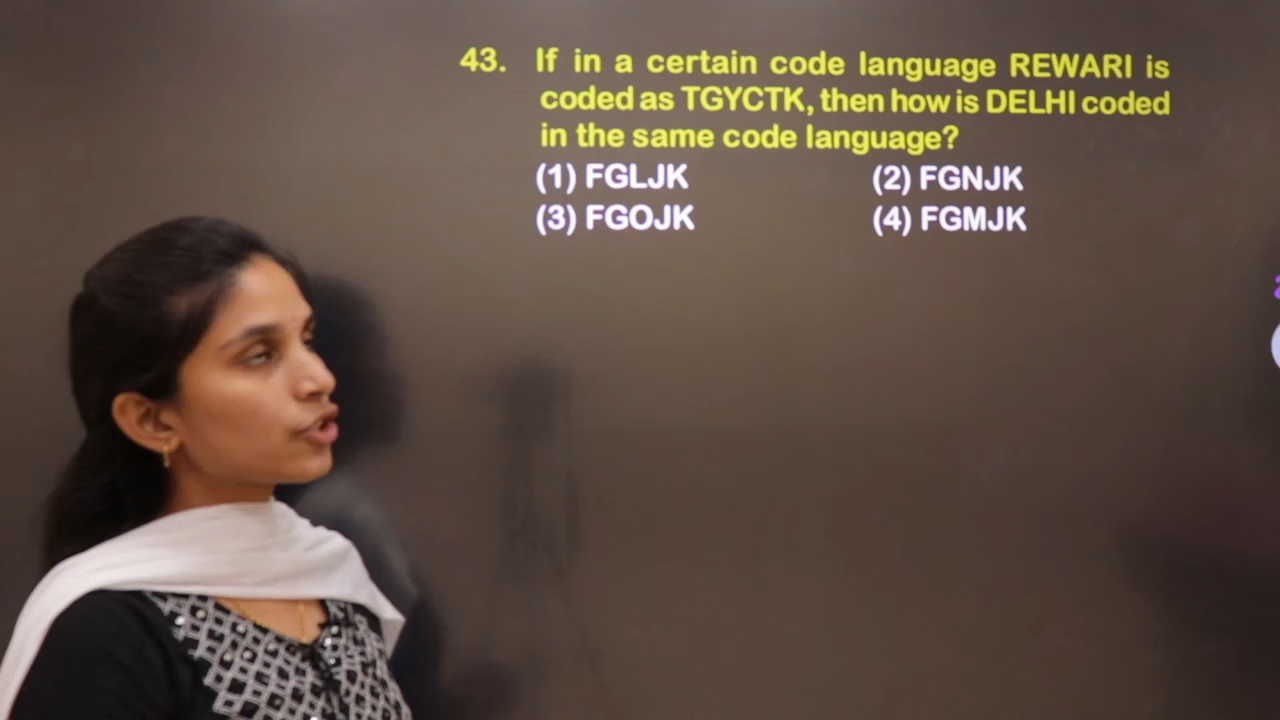 43. If in a certain code language REWARI is
coded as TGYCTK, then how is DELHI coded
in the same code language?
(1) FGLJK (2) FGNJK
(3) FGOJK (4) FGMJK